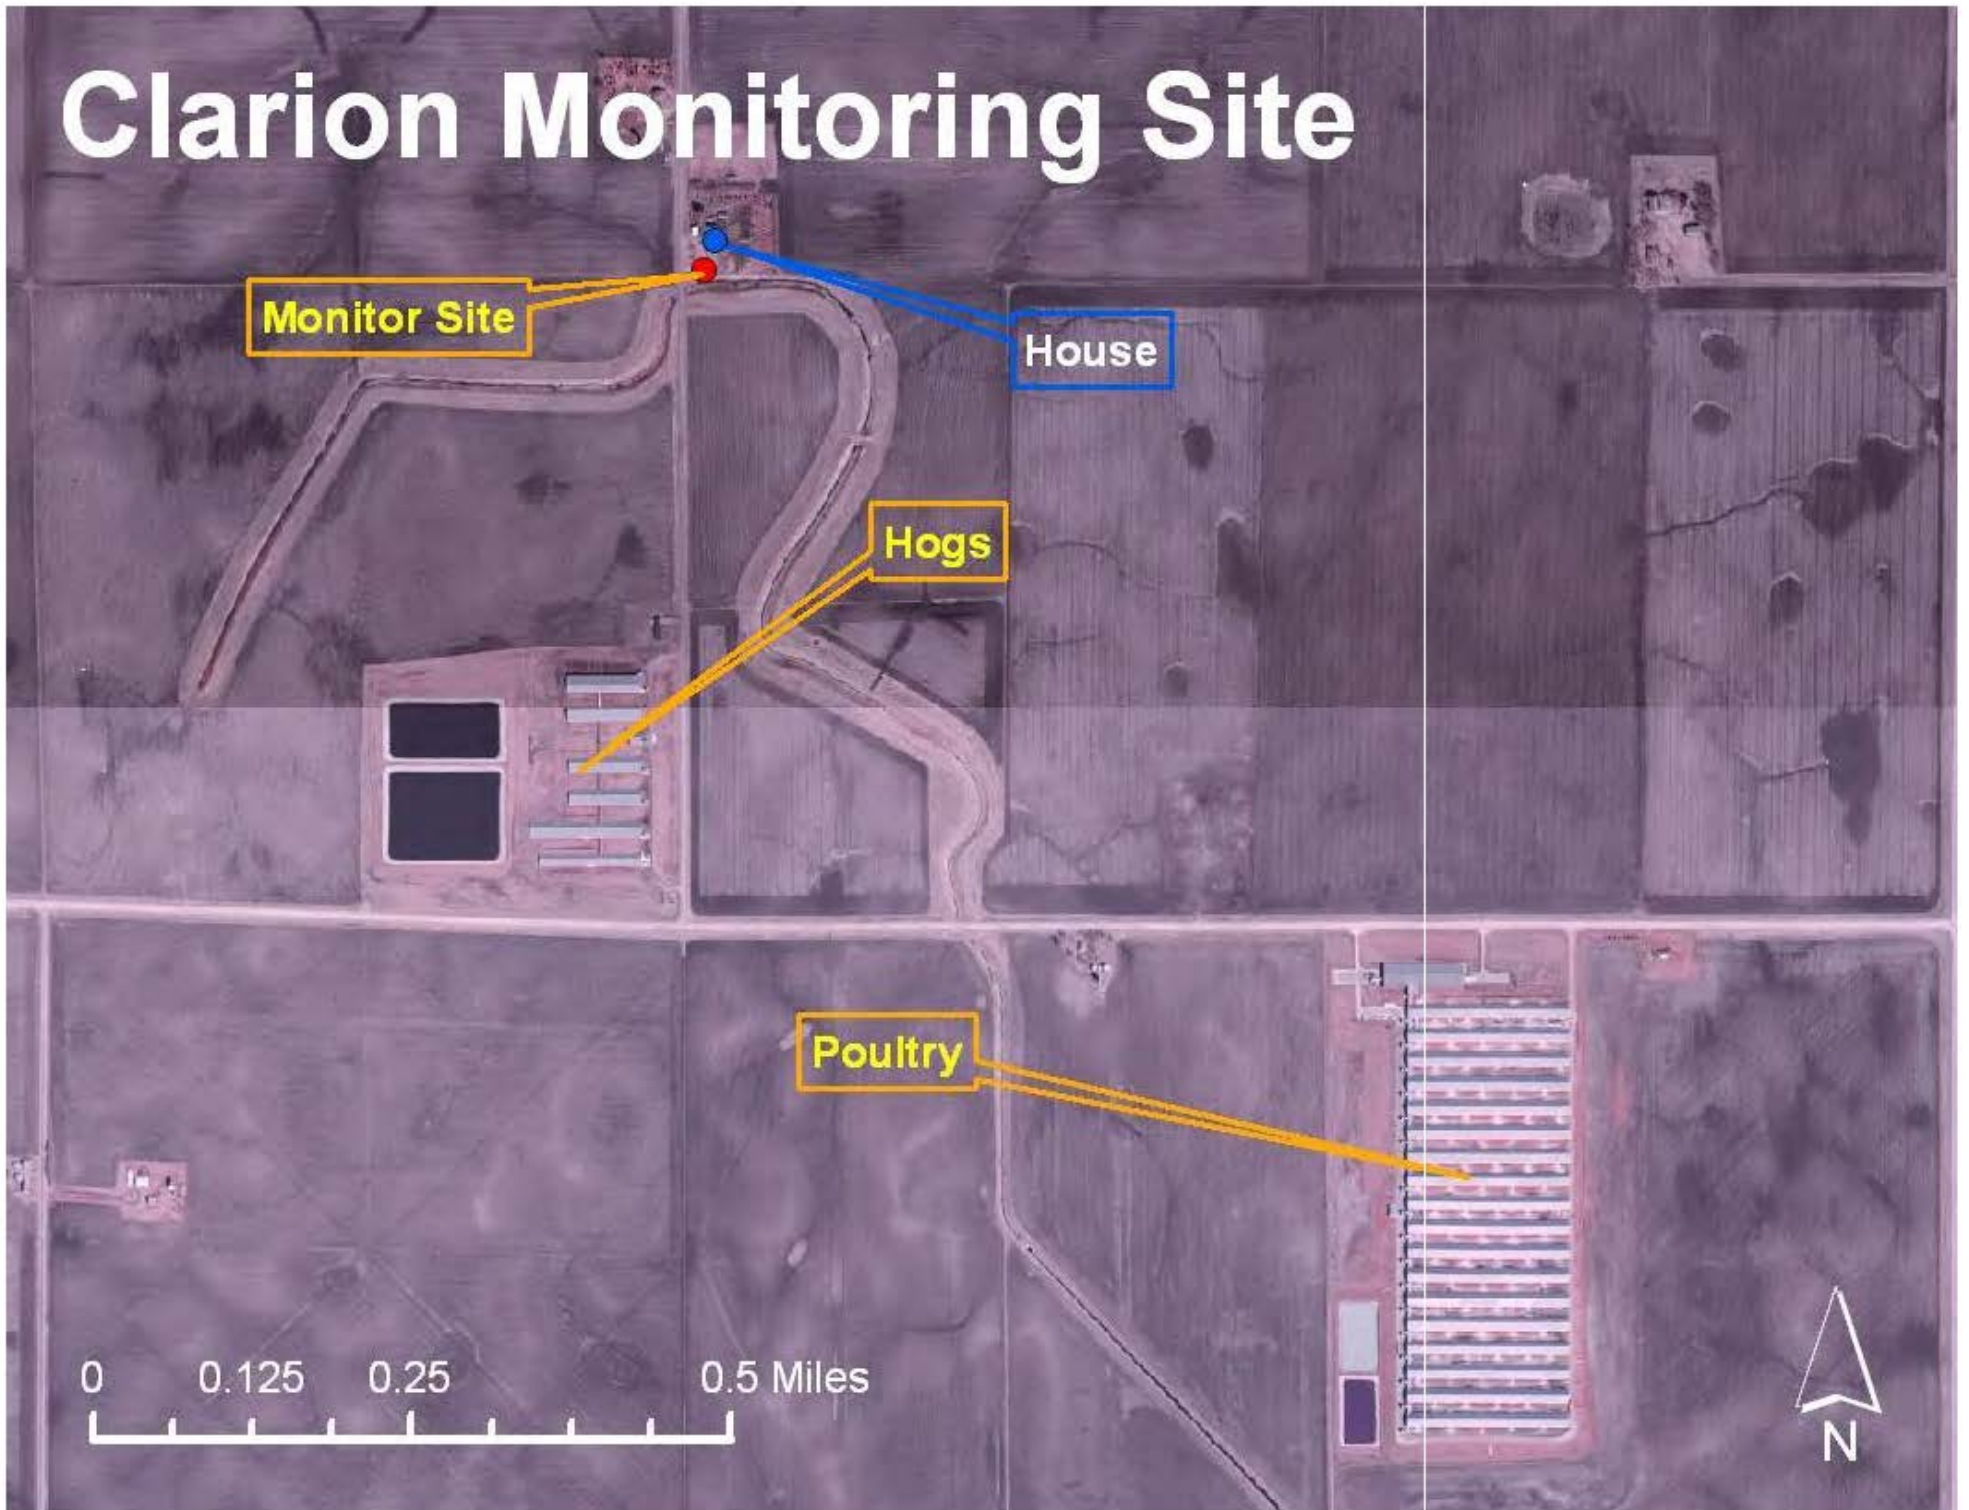 Clarion Monitoring Site
Monitor Site
House
Hogs
Poultry
0 0.125 0.25 0.5 Miles
N